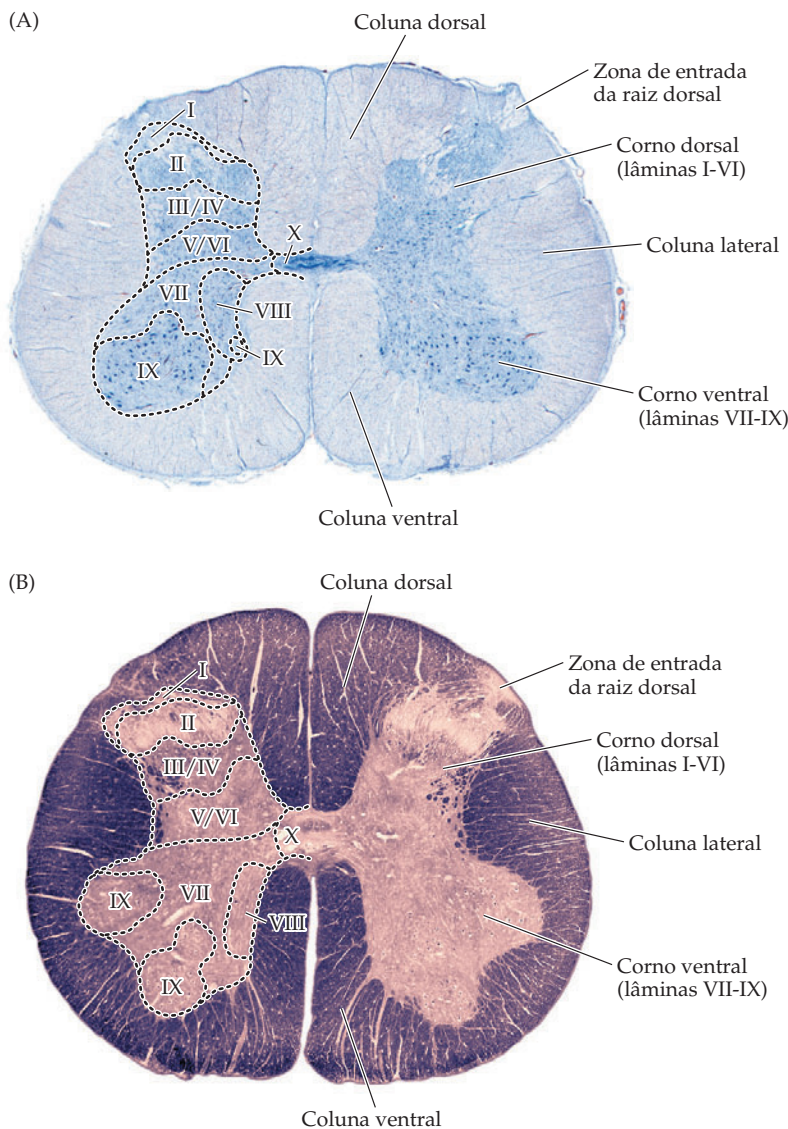 (A)
Coluna dorsal
Zona de entrada
da raiz dorsal
I
Corno dorsal
(lâminas I-VI)
II
III/IV
X
Coluna lateral
V/VI
VII
VIII
IX
IX
Corno ventral
(lâminas VII-IX)
Coluna ventral
(B)
Coluna dorsal
Zona de entrada
da raiz dorsal
I
II
Corno dorsal
(lâminas I-VI)
III/IV
V/VI
X
Coluna lateral
IX
VII
VIII
IX
Corno ventral
(lâminas VII-IX)
Coluna ventral